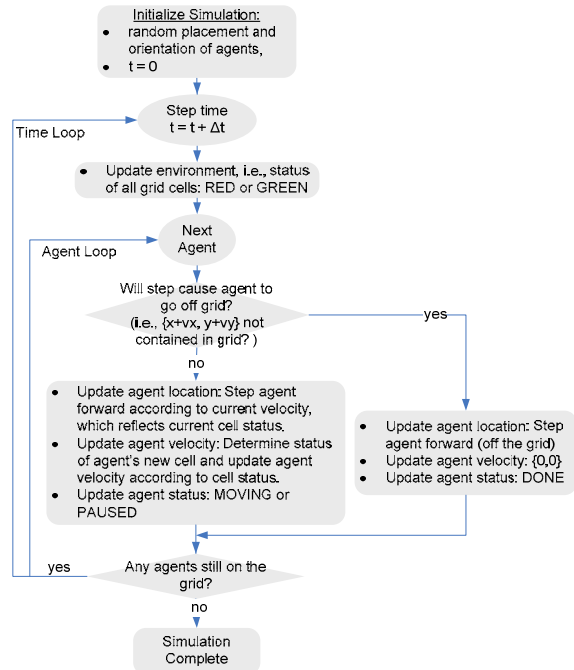 Initialize Simulation:
• random placement and
orientation of agents,
• t = 0
Step time
t = t + Δt
Time Loop
• Update environment, i.e., status
of all grid cells: RED or GREEN
Next
Agent
Agent Loop
Will step cause agent to
go off grid?
(i.e., {x+vx, y+vy} not
contained in grid? )
yes
no
• Update agent location: Step agent
forward according to current velocity,
which reflects current cell status.
• Update agent velocity: Determine status
of agent's new cell and update agent
velocity according to cell status.
• Update agent status: MOVING or
PAUSED
• Update agent location: Step
agent forward (off the grid)
• Update agent velocity: {0,0}
• Update agent status: DONE
yes
Any agents still on the
grid?
no
Simulation
Complete